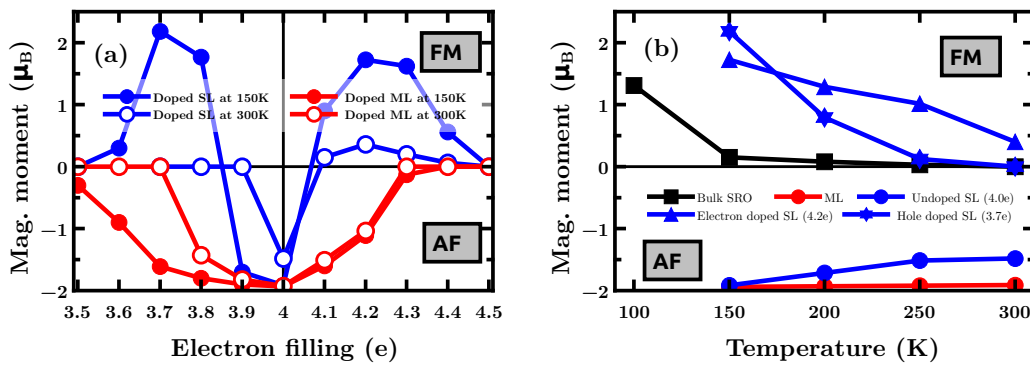 (a)
FM
Doped SL at 150K
Doped SL at 300K
Doped ML at 150K
Doped ML at 300K
AF
Mag. moment (μB)
2
1
0
−1
−2
3.5 3.6 3.7 3.8 3.9 4 4.1 4.2 4.3 4.4 4.5
Electron filling (e)
(b)
FM
Bulk SRO ML Undoped SL (4.0e)
Electron doped SL (4.2e) Hole doped SL (3.7e)
AF
Mag. moment (μB)
2
1
0
−1
−2
100 150 200 250 300
Temperature (K)